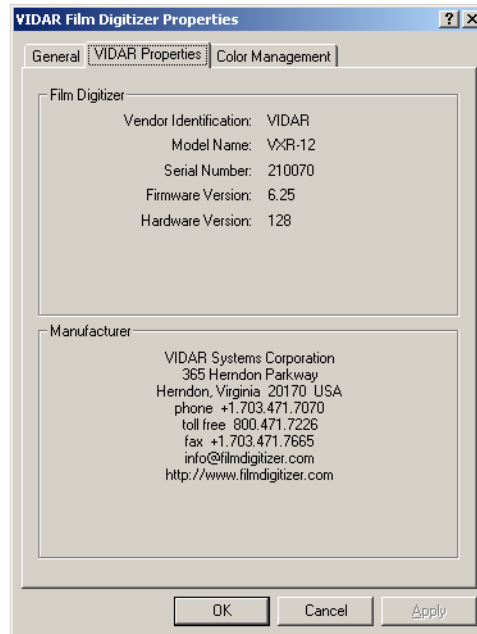 VIDAR Film Digitizer Properties
General VIDAR Properties Color Management
Film Digitizer
Vendor Identification: VIDAR
Model Name: VXR-12
Serial Number: 210070
Firmware Version: 6.25
Hardware Version: 128
Manufacturer
VIDAR Systems Corporation
365 Herndon Parkway
Herndon, Virginia 20170 USA
phone +1.703.471.7070
toll free 800.471.7226
fax +1.703.471.7665
info@filmdigitizer.com
http://www.filmdigitizer.com
OK Cancel Apply